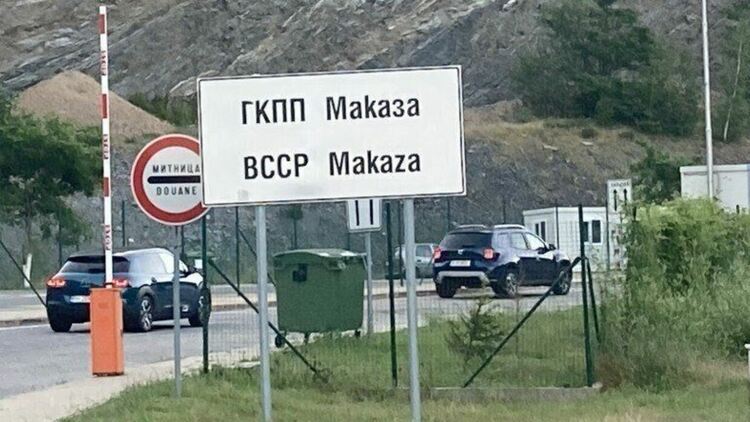 ГКПП Маказа
BCCP Makaza
МИТНИЦА
DOUANE